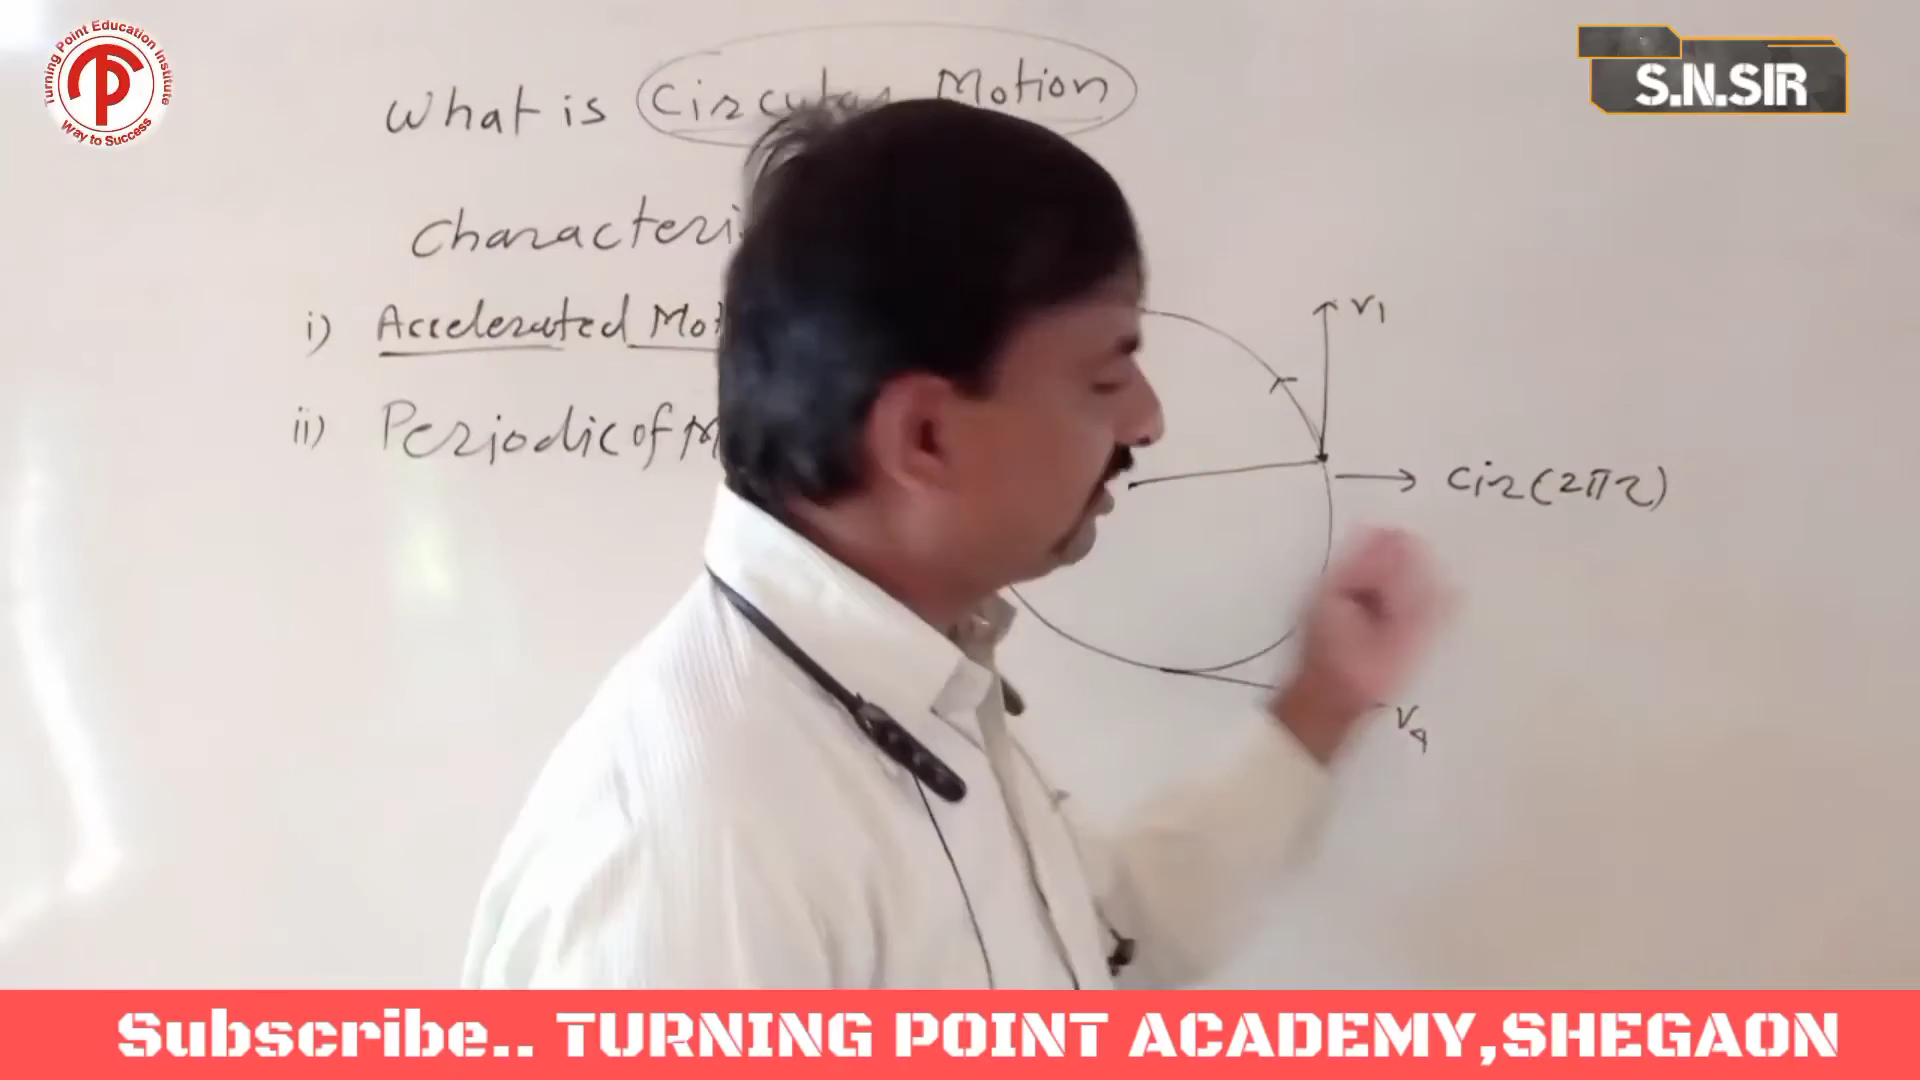 Turning Point Education Institute
Way to Success
S.N.SIR
What is Circular Motion
Characteri
i) Accelerated Mot
ii) Periodic of M
v1
Cir(2πr)
v4
Subscribe.. TURNING POINT ACADEMY,SHEGAON